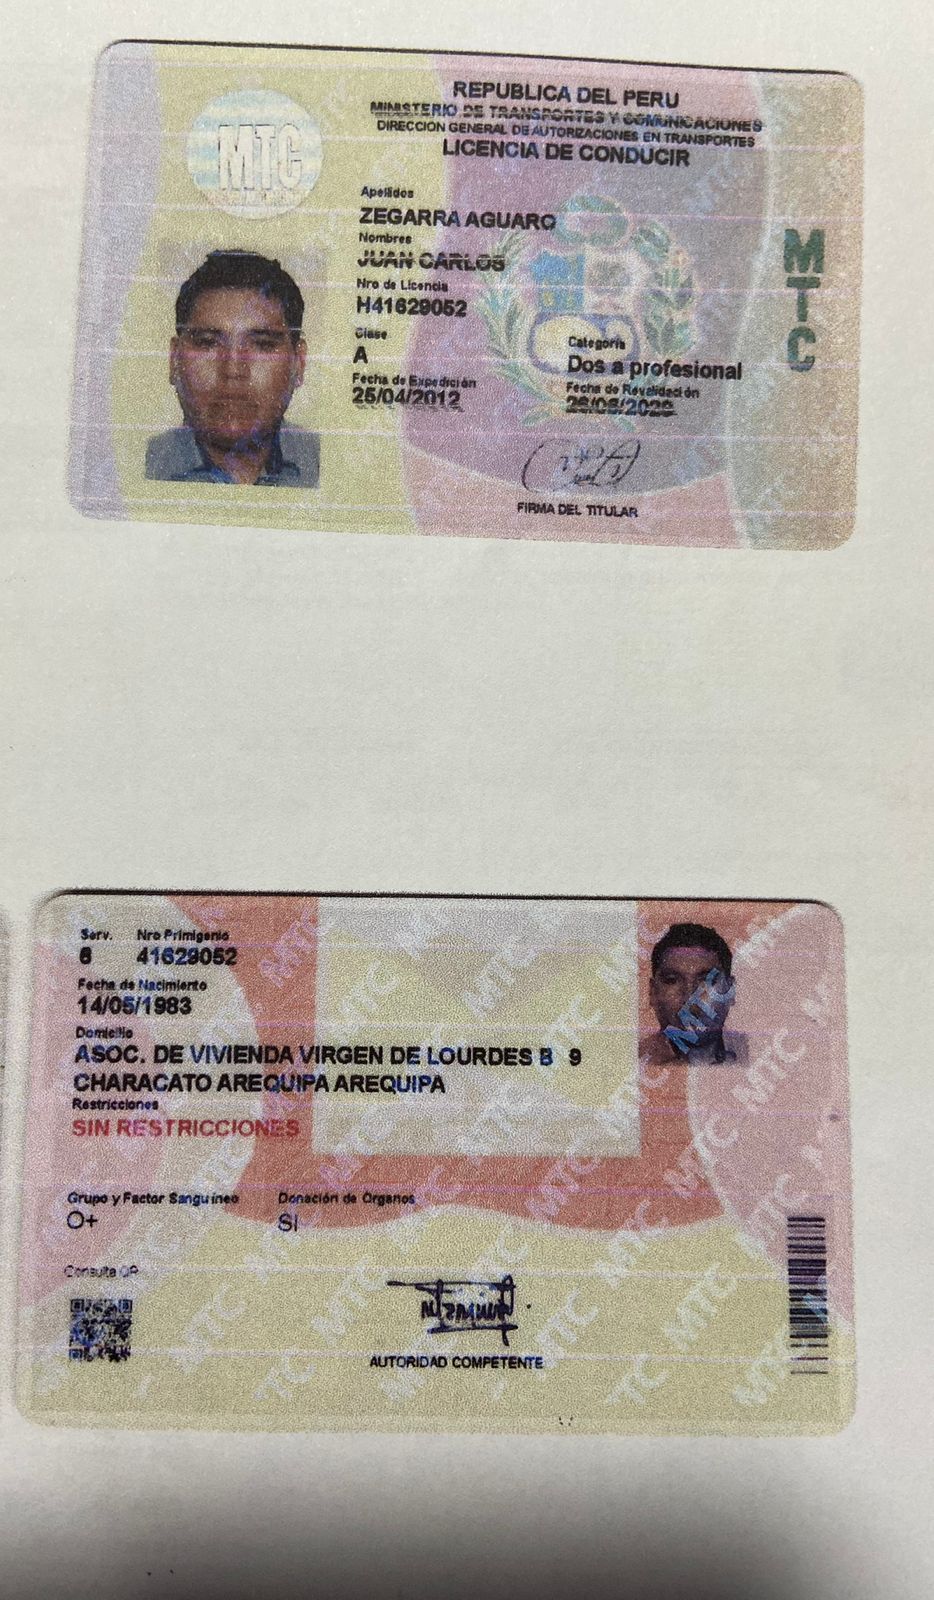 REPUBLICA DEL PERU
MINISTERIO DE TRANSPORTES Y COMUNICACIONES
DIRECCION GENERAL DE AUTORIZACIONES EN TRANSPORTES
LICENCIA DE CONDUCIR
MTC
Apellidos
ZEGARRA AGUARO
Nombres
JUAN CARLOS
Nro de Licencia
H41629052
Clase
A
Categoría
Dos a profesional
Fecha de Expedición
25/04/2012
Fecha de Revalidación
FIRMA DEL TITULAR
MTC
Serv. Nro Primigenio
6 41629052
Fecha de Nacimiento
14/05/1983
Domicilio
ASOC. DE VIVIENDA VIRGEN DE LOURDES B 9
CHARACATO AREQUIPA AREQUIPA
Restricciones
SIN RESTRICCIONES
Grupo y Factor Sanguíneo Donación de Órganos
O+ SI
Consulta QR
AUTORIDAD COMPETENTE